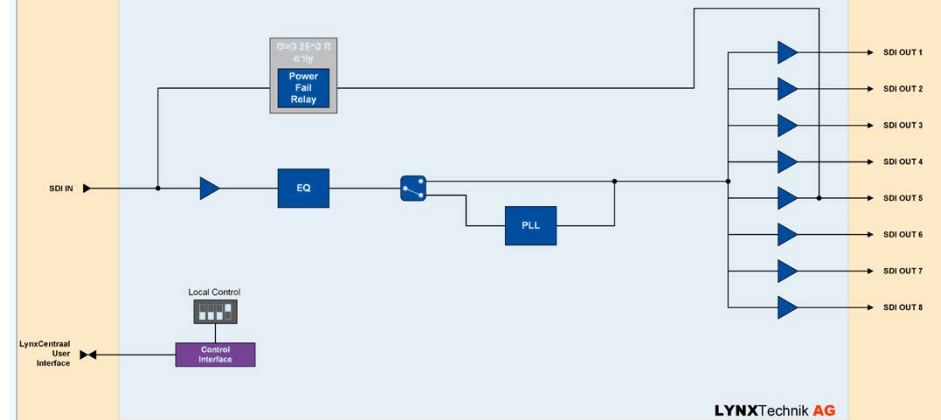 only
Power
Fail
Relay
SDI IN
EQ
PLL
SDI OUT 1
SDI OUT 2
SDI OUT 3
SDI OUT 4
SDI OUT 5
SDI OUT 6
SDI OUT 7
SDI OUT 8
Local Control
LynxCentraal
User
Interface
Control
Interface
LYNXTechnik AG